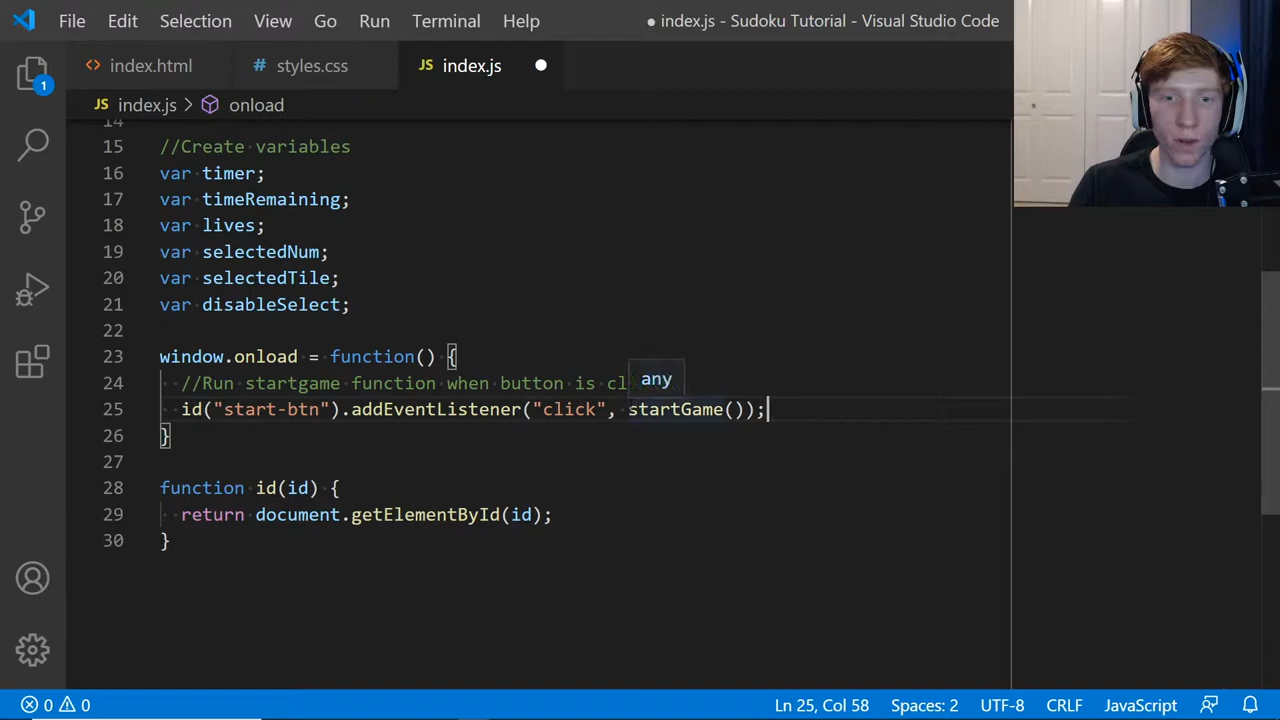 File Edit Selection View Go Run Terminal Help ● index.js - Sudoku Tutorial - Visual Studio Code
<> index.html # styles.css JS index.js ●
JS index.js > onload
1
14
15 //Create variables
16 var timer;
17 var timeRemaining;
18 var lives;
19 var selectedNum;
20 var selectedTile;
21 var disableSelect;
22
23 window.onload = function() {
any
24 //Run startgame function when button is cl
25 id("start-btn").addEventListener("click", startGame());
26 }
27
28 function id(id) {
29 return document.getElementById(id);
30 }
0 0 Ln 25, Col 58 Spaces: 2 UTF-8 CRLF JavaScript